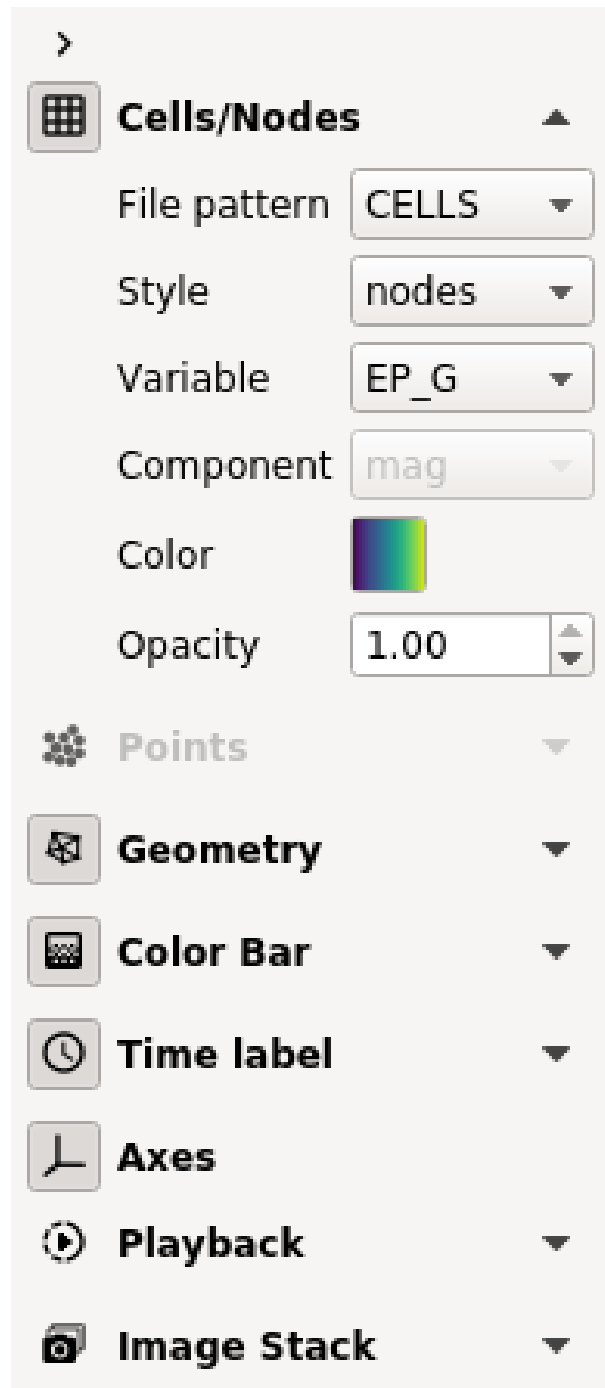 Cells/Nodes
File pattern CELLS
Style nodes
Variable EP_G
Component mag
Color
Opacity 1.00
Points
Geometry
Color Bar
Time label
Axes
Playback
Image Stack